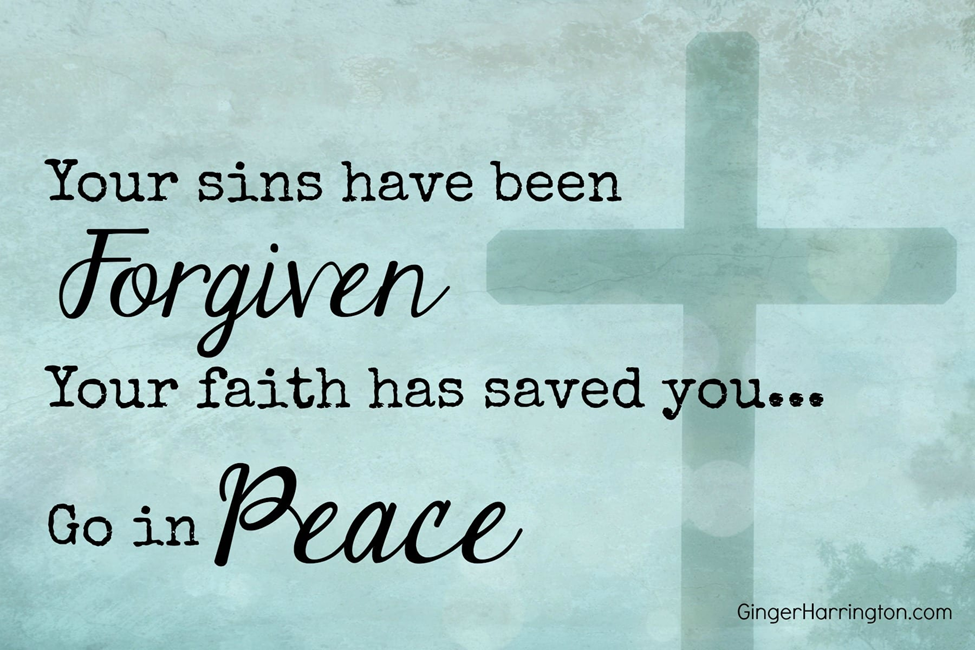 Your sins have been
Forgiven
Your faith has saved you...
Go in Peace
GingerHarrington.com